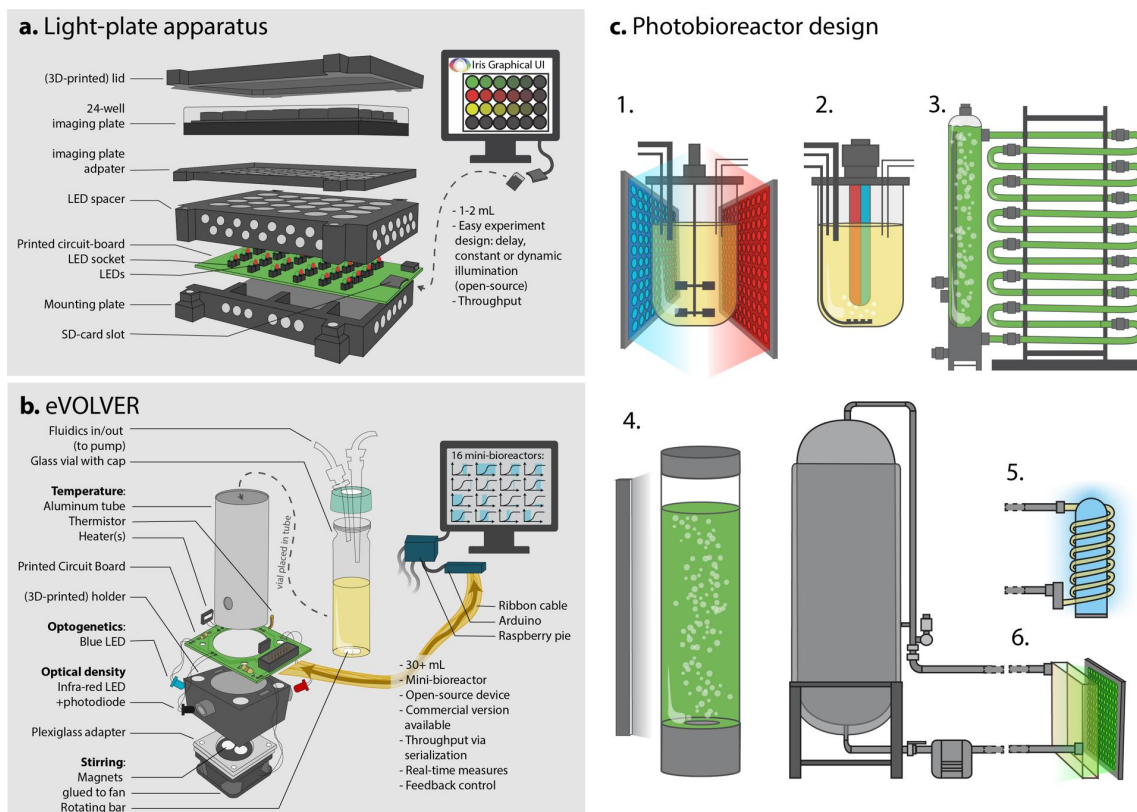 a. Light-plate apparatus
(3D-printed) lid
24-well
imaging plate
imaging plate
adpater
LED spacer
Printed circuit-board
LED socket
LEDs
Mounting plate
SD-card slot
Iris Graphical UI
- 1-2 mL
- Easy experiment
design: delay,
constant or dynamic
illumination
(open-source)
- Throughput
b. eVOLVER
Fluidics in/out
(to pump)
Glass vial with cap
Temperature:
Aluminum tube
Thermistor
Heater(s)
Printed Circuit Board
(3D-printed) holder
Optogenetics:
Blue LED
Optical density
Infra-red LED
+photodiode
Plexiglass adapter
Stirring:
Magnets
glued to fan
Rotating bar
vial placed in tube
16 mini-bioreactors:
Ribbon cable
Arduino
Raspberry pie
- 30+ mL
- Mini-bioreactor
- Open-source device
- Commercial version
available
- Throughput via
serialization
- Real-time measures
- Feedback control
c. Photobioreactor design
1.
2.
3.
4.
5.
6.